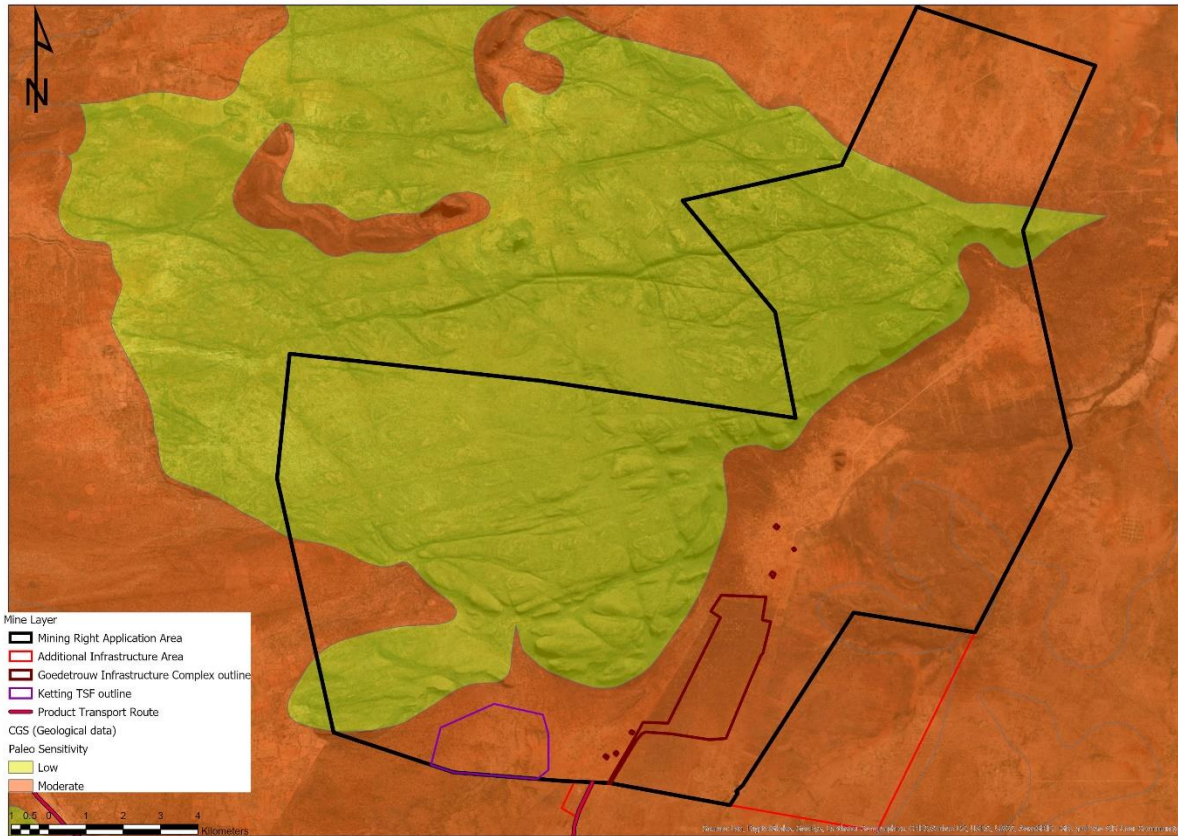 N
Mine Layer
Mining Right Application Area
Additional Infrastructure Area
Goedetrouw Infrastructure Complex outline
Ketting TSF outline
Product Transport Route
CGS (Geological data)
Paleo Sensitivity
Low
Moderate
1 0.5 0 1 2 3 4
Kilometers